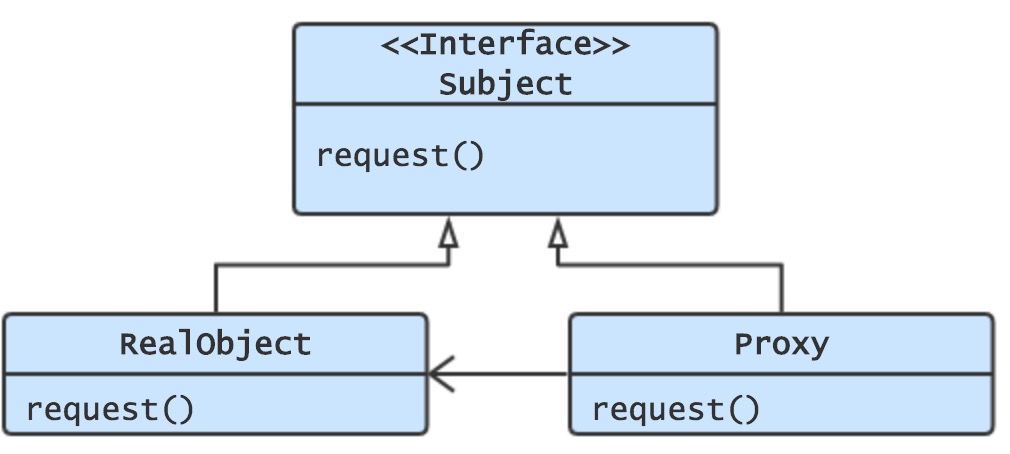 <<Interface>>
Subject
request()
RealObject
request()
Proxy
request()